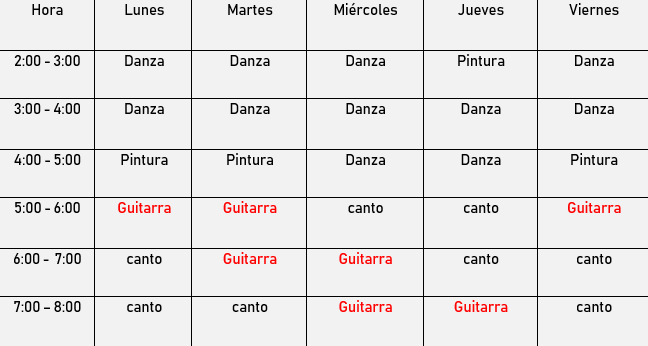 Hora Lunes Martes Miércoles Jueves Viernes
2:00 - 3:00 Danza Danza Danza Pintura Danza
3:00 - 4:00 Danza Danza Danza Danza Danza
4:00 - 5:00 Pintura Pintura Danza Danza Pintura
5:00 - 6:00 Guitarra Guitarra canto canto Guitarra
6:00 - 7:00 canto Guitarra Guitarra canto canto
7:00 – 8:00 canto canto Guitarra Guitarra canto